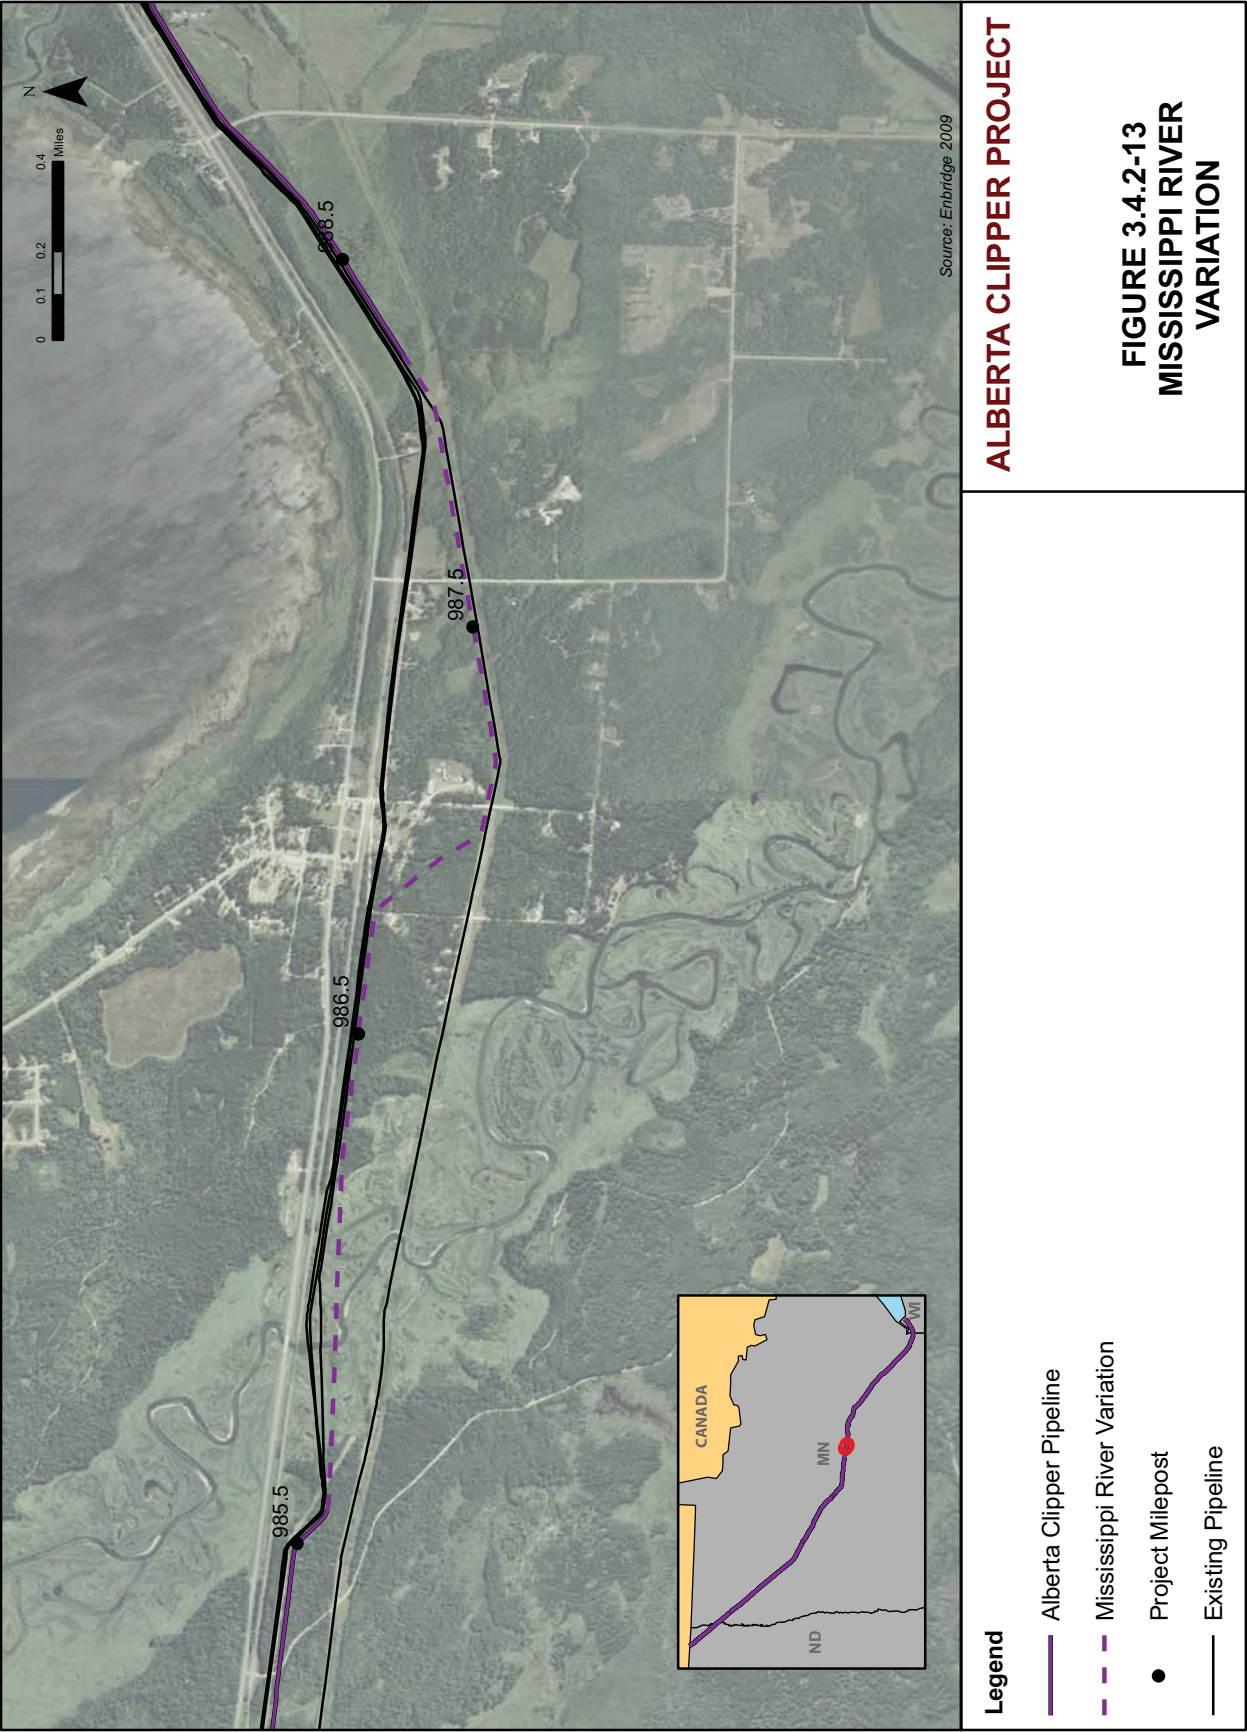 N
0 0.1 0.2 0.4
Miles
985.5
986.5
987.5
988.5
CANADA
MN
ND
WI
Source: Enbridge 2009
Legend
Alberta Clipper Pipeline
Mississippi River Variation
Project Milepost
Existing Pipeline
ALBERTA CLIPPER PROJECT
FIGURE 3.4.2-13
MISSISSIPPI RIVER
VARIATION